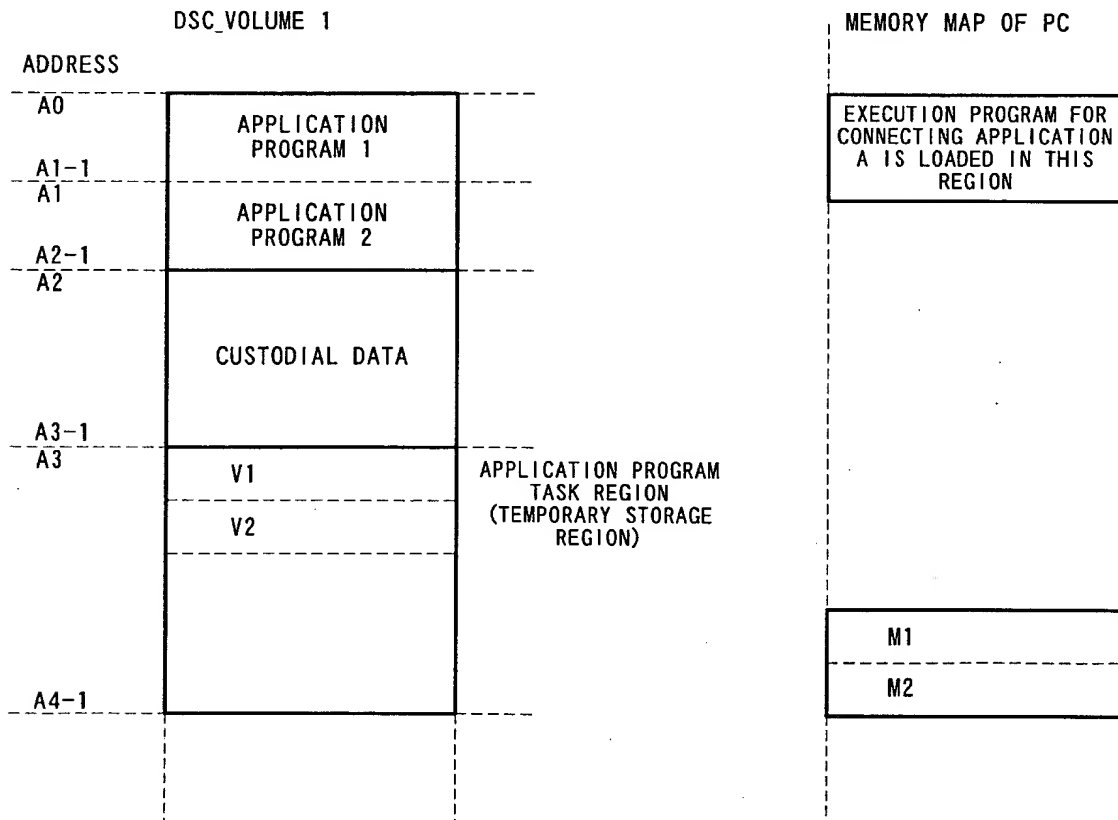 DSC_VOLUME 1
MEMORY MAP OF PC
ADDRESS
A0
APPLICATION
PROGRAM 1
A1-1
A1
APPLICATION
PROGRAM 2
A2-1
A2
CUSTODIAL DATA
A3-1
A3
V1
V2
APPLICATION PROGRAM
TASK REGION
(TEMPORARY STORAGE
REGION)
A4-1
EXECUTION PROGRAM FOR
CONNECTING APPLICATION
A IS LOADED IN THIS
REGION
M1
M2